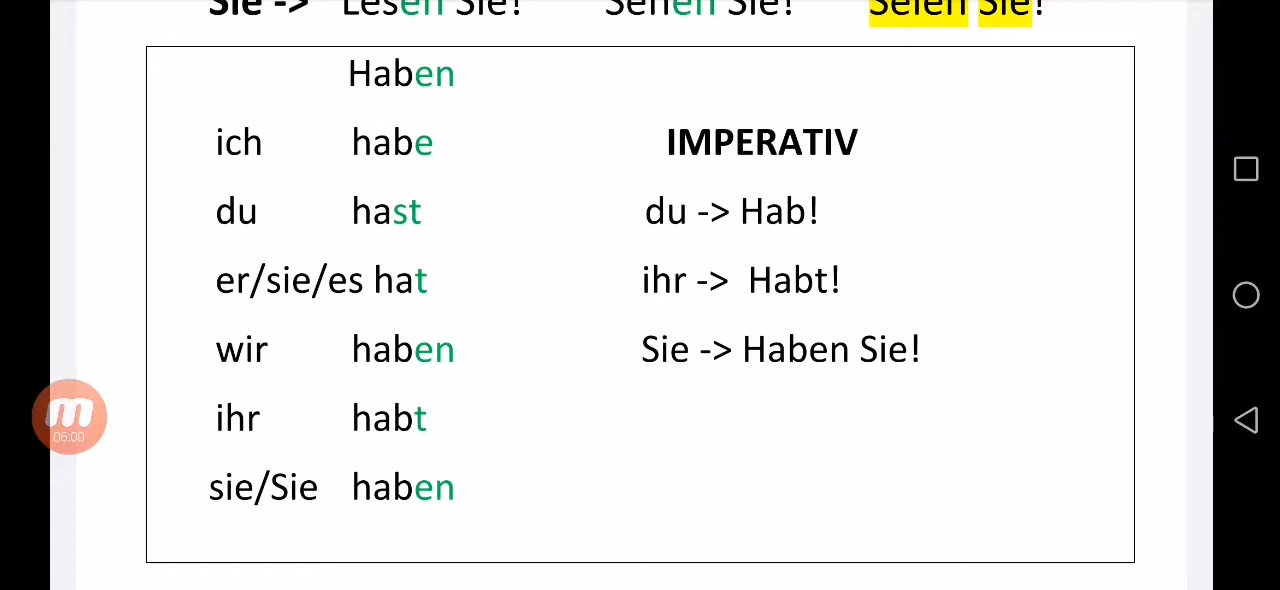 Sie -> Lesen Sie! Sehen Sie! Seien Sie!
Haben
ich habe IMPERATIV
du hast du -> Hab!
er/sie/es hat ihr -> Habt!
wir haben Sie -> Haben Sie!
ihr habt
sie/Sie haben
m
06:00